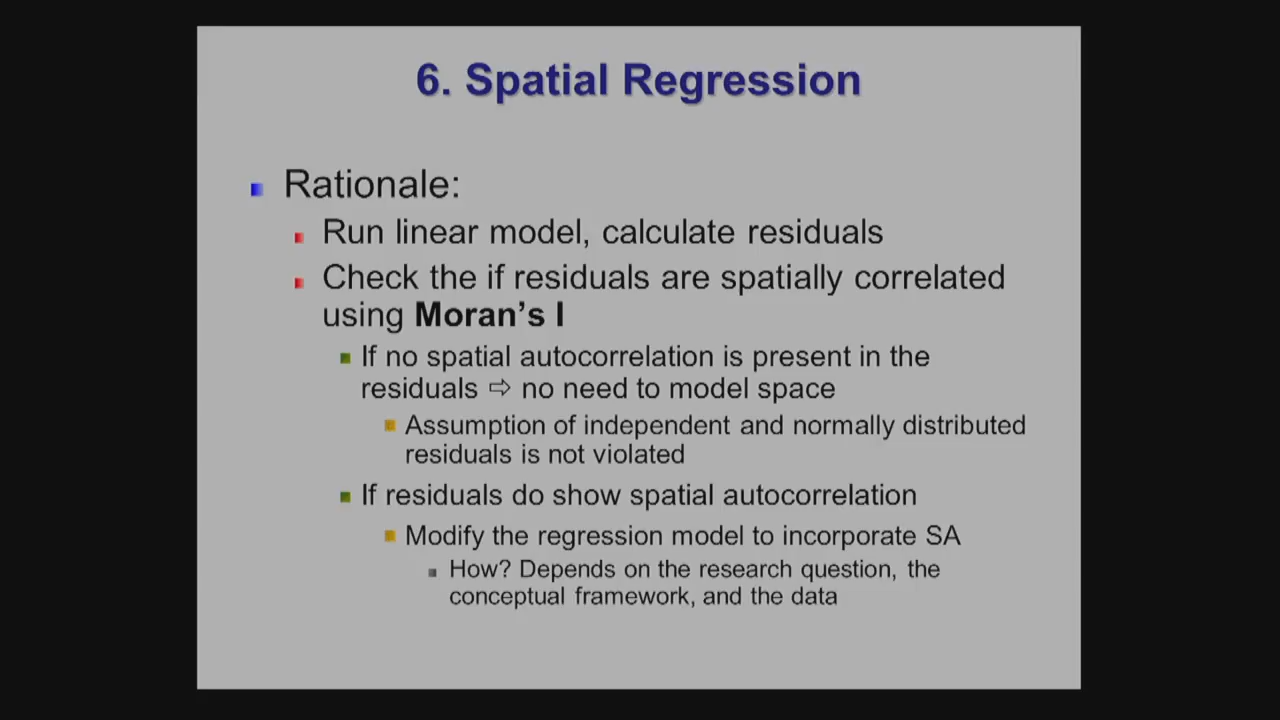 6. Spatial Regression
Rationale:
Run linear model, calculate residuals
Check the if residuals are spatially correlated
using Moran's I
If no spatial autocorrelation is present in the
residuals ⇨ no need to model space
Assumption of independent and normally distributed
residuals is not violated
If residuals do show spatial autocorrelation
Modify the regression model to incorporate SA
How? Depends on the research question, the
conceptual framework, and the data